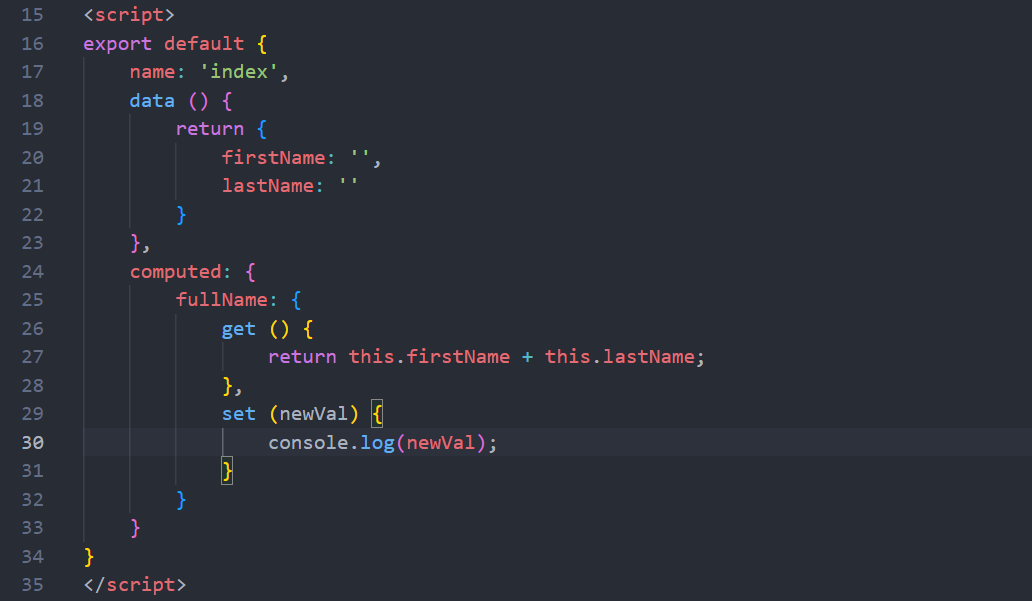 15 <script>
16 export default {
17     name: 'index',
18     data () {
19         return {
20             firstName: '',
21             lastName: ''
22         }
23     },
24     computed: {
25         fullName: {
26             get () {
27                 return this.firstName + this.lastName;
28             },
29             set (newVal) {
30                 console.log(newVal);
31             }
32         }
33     }
34 }
35 </script>